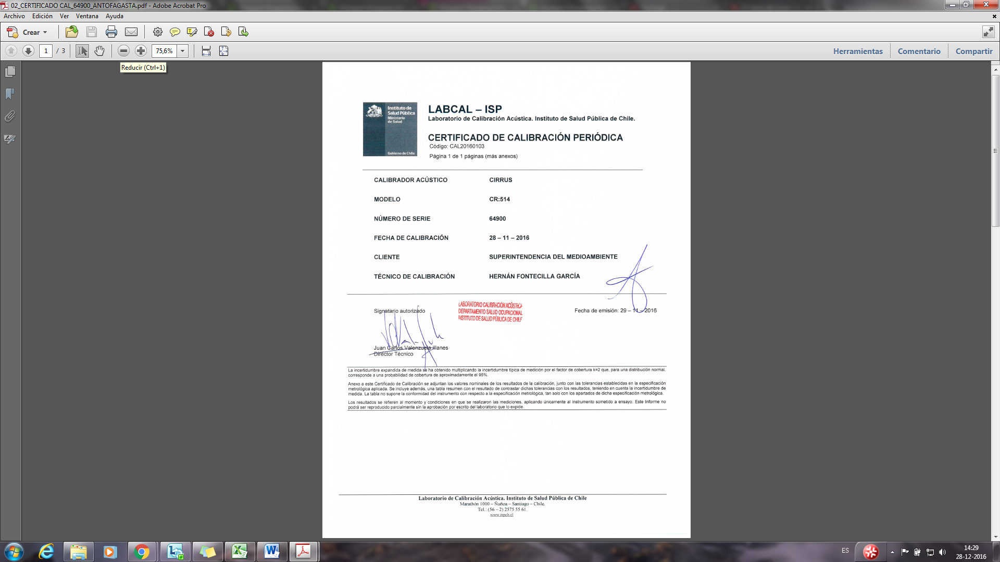 02_CERTIFICADO CAL_64900_ANTOFAGASTA.pdf - Adobe Acrobat Pro
Archivo Edición Ver Ventana Ayuda
Crear
1 / 3 75,6% Herramientas Comentario Compartir
Reducir (Ctrl+1)
Instituto de
Salud Pública
Ministerio
de Salud
Gobierno de Chile
LABCAL – ISP
Laboratorio de Calibración Acústica. Instituto de Salud Pública de Chile.
CERTIFICADO DE CALIBRACIÓN PERIÓDICA
Código: CAL20160103
Página 1 de 1 páginas (más anexos)
CALIBRADOR ACÚSTICO CIRRUS
MODELO CR:514
NÚMERO DE SERIE 64900
FECHA DE CALIBRACIÓN 28 – 11 – 2016
CLIENTE SUPERINTENDENCIA DEL MEDIOAMBIENTE
TÉCNICO DE CALIBRACIÓN HERNÁN FONTECILLA GARCÍA
Signatario autorizado
LABORATORIO CALIBRACIÓN ACÚSTICA
DEPARTAMENTO SALUD OCUPACIONAL
INSTITUTO DE SALUD PÚBLICA DE CHILE
Fecha de emisión: 29 – 11 – 2016
Juan Carlos Valenzuela Illanes
Director Técnico
La incertidumbre expandida de medida se ha obtenido multiplicando la incertidumbre típica de medición por el factor de cobertura k=2 que, para una distribución normal,
corresponde a una probabilidad de cobertura de aproximadamente el 95%.
Anexo a este Certificado de Calibración se adjuntan los valores nominales de los resultados de la calibración, junto con las tolerancias establecidas en la especificación
metrológica aplicada. Se incluye además, una tabla resumen con el resultado de contrastar dichas tolerancias con los resultados, teniendo en cuenta la incertidumbre de
medida. La tabla no supone la conformidad del instrumento con respecto a la especificación metrológica, tan solo con los apartados de dicha especificación metrológica.
Los resultados se refieren al momento y condiciones en que se realizaron las mediciones, aplicando únicamente al instrumento sometido a ensayo. Este Informe no
podrá ser reproducido parcialmente sin la aprobación por escrito del laboratorio que lo expide.
Laboratorio de Calibración Acústica. Instituto de Salud Pública de Chile
Marathón 1000 – Ñuñoa – Santiago – Chile.
Tel.: (56 – 2) 2575 55 61.
www.ispch.cl
ES
14:29
28-12-2016